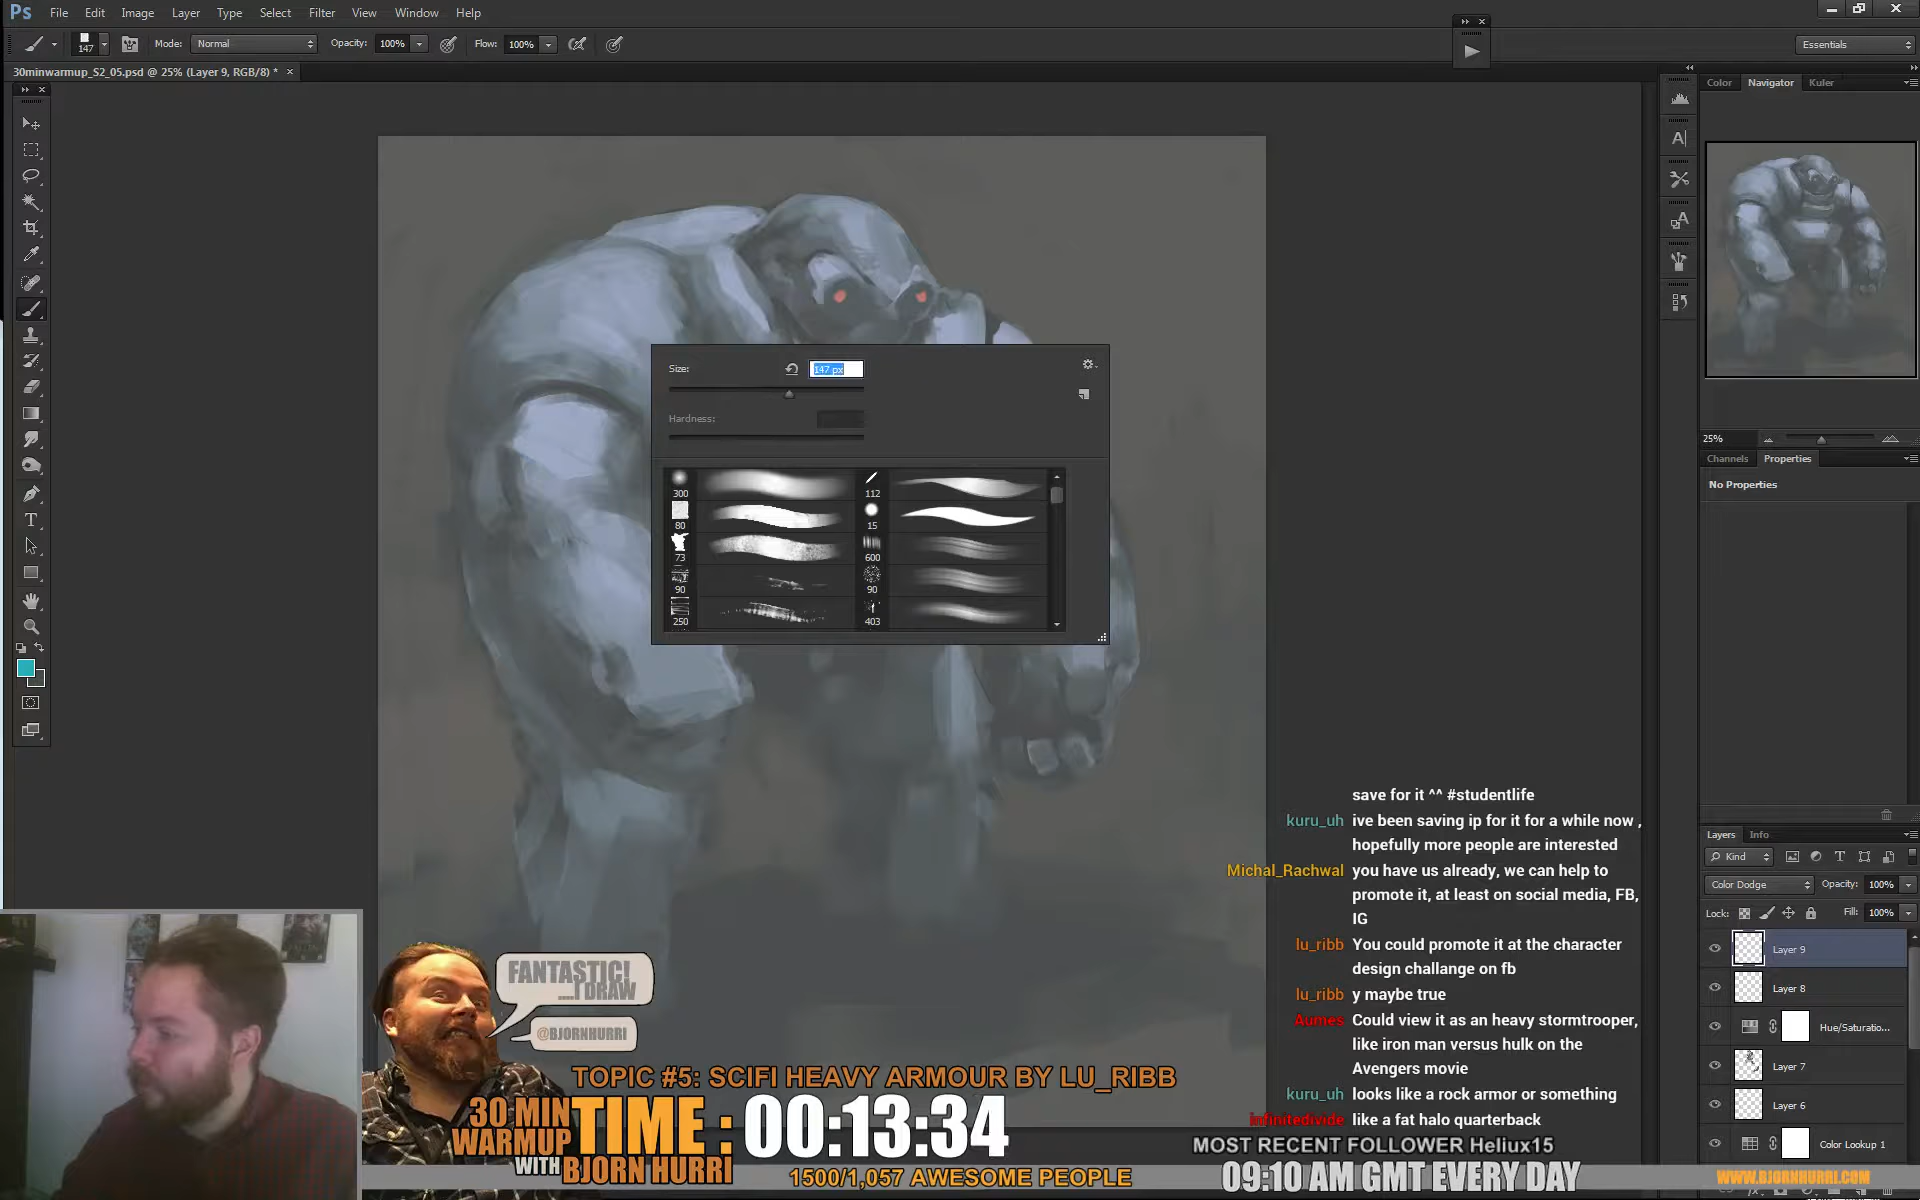 Ps File Edit Image Layer Type Select Filter View Window Help
147 Mode: Normal Opacity: 100% Flow: 100% Essentials
30minwarmup_S2_05.psd @ 25% (Layer 9, RGB/8) * ×
Color Navigator Kuler
Size: 147 px
Hardness:
300 112
80 15
73 600
90 90
250 403
25%
Channels Properties
No Properties
Layers Info
Kind
Color Dodge Opacity: 100%
Lock: Fill: 100%
Layer 9
Layer 8
Hue/Saturatio...
Layer 7
Layer 6
Color Lookup 1
save for it ^^ #studentlife
kuru_uh ive been saving ip for it for a while now ,
hopefully more people are interested
Michal_Rachwal you have us already, we can help to
promote it, at least on social media, FB,
IG
lu_ribb You could promote it at the character
design challange on fb
lu_ribb y maybe true
Aumes Could view it as an heavy stormtrooper,
like iron man versus hulk on the
Avengers movie
kuru_uh looks like a rock armor or something
infinitedivide like a fat halo quarterback
FANTASTIC!
....I DRAW
@BJORNHURRI
TOPIC #5: SCIFI HEAVY ARMOUR BY LU_RIBB
30 MIN
WARMUP
WITH BJORN HURRI
TIME : 00:13:34
1500/1,057 AWESOME PEOPLE
MOST RECENT FOLLOWER Heliux15
09:10 AM GMT EVERY DAY
WWW.BJORNHURRI.COM